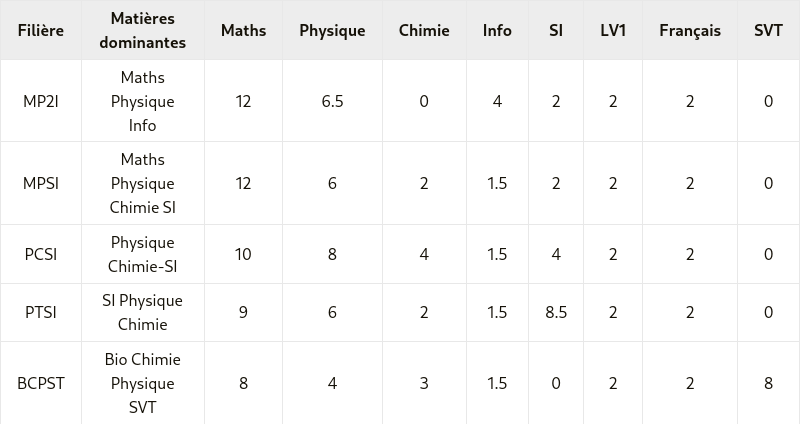 Filière Matières dominantes Maths Physique Chimie Info SI LV1 Français SVT
MP2I Maths Physique Info 12 6.5 0 4 2 2 2 0
MPSI Maths Physique Chimie SI 12 6 2 1.5 2 2 2 0
PCSI Physique Chimie-SI 10 8 4 1.5 4 2 2 0
PTSI SI Physique Chimie 9 6 2 1.5 8.5 2 2 0
BCPST Bio Chimie Physique SVT 8 4 3 1.5 0 2 2 8